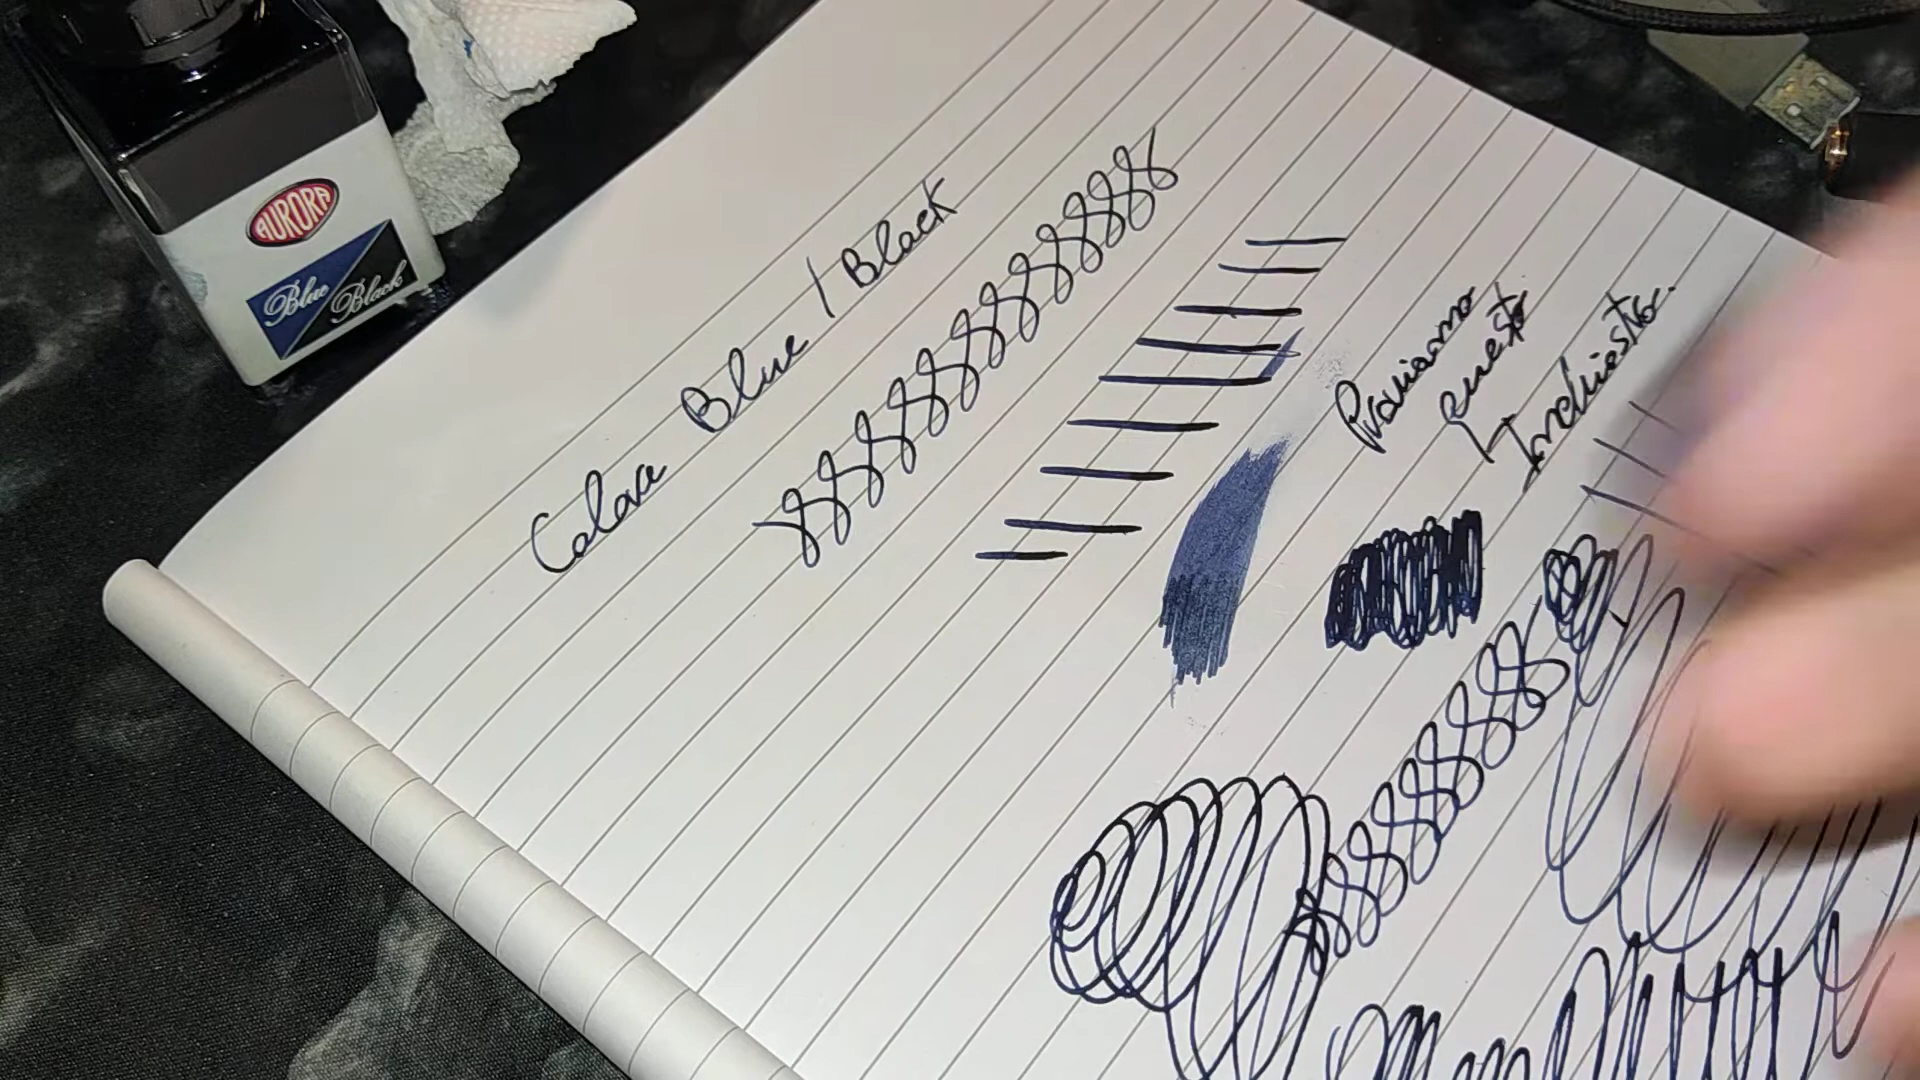 AURORA
Blue
Black
Colore Blue / Black
Proviamo
questo
Inchiostro.